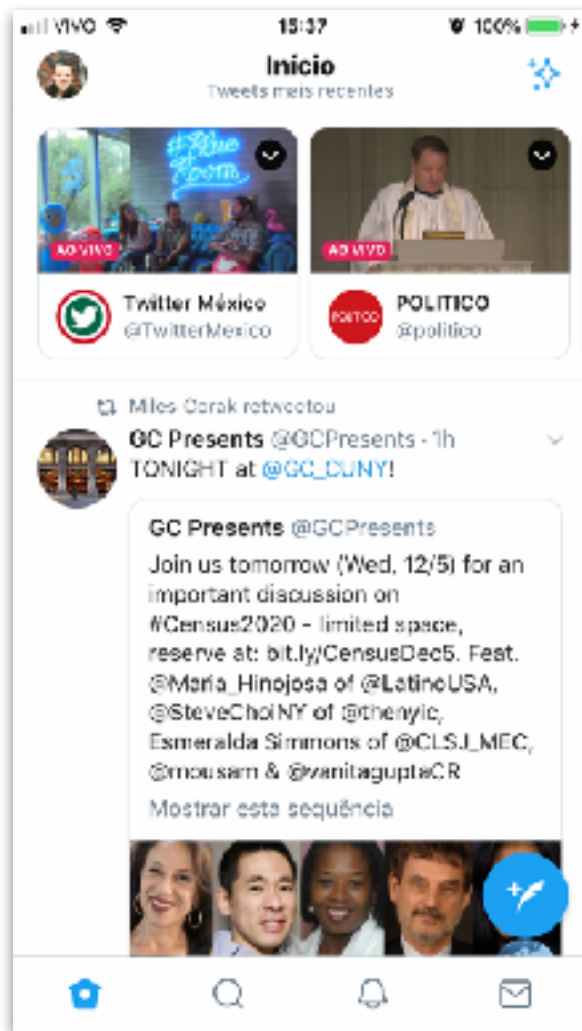 VIVO 15:37 100%
Início
Tweets mais recentes
#Blue
Room
AO VIVO
AO VIVO
Twitter México
@TwitterMexico
POLITICO
POLITICO
@politico
Miles Corak retweetou
GC Presents @GCPresents · 1h
TONIGHT at @GC_CUNY!
GC Presents @GCPresents
Join us tomorrow (Wed, 12/5) for an
important discussion on
#Census2020 – limited space,
reserve at: bit.ly/CensusDec5. Feat.
@Maria_Hinojosa of @LatinoUSA,
@SteveChoiNY of @thenyic,
Esmeralda Simmons of @CLSJ_MEC,
@mousam & @vanitaguptaCR
Mostrar esta sequência